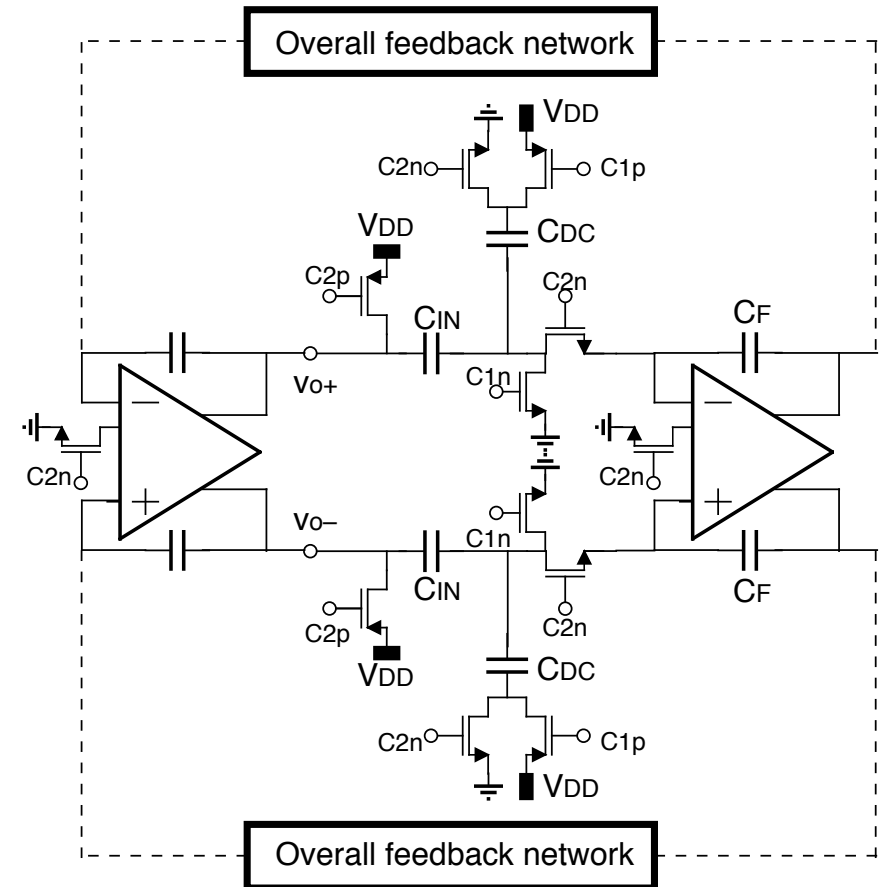 Overall feedback network
VDD
C2n
C1p
VDD
CDC
C2p
C2n
CIN
CF
C1n
vo+
−
−
C2n
C2n
+
+
vo−
C1n
CIN
CF
C2p
C2n
VDD
CDC
C2n
C1p
VDD
Overall feedback network